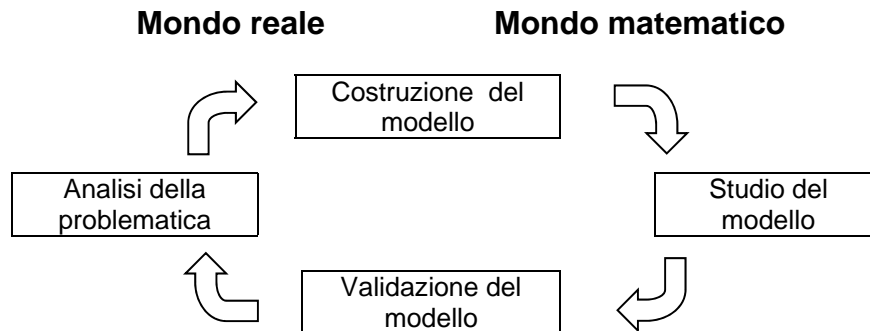 Mondo reale
Mondo matematico
Costruzione del
modello
Analisi della
problematica
Studio del
modello
Validazione del
modello